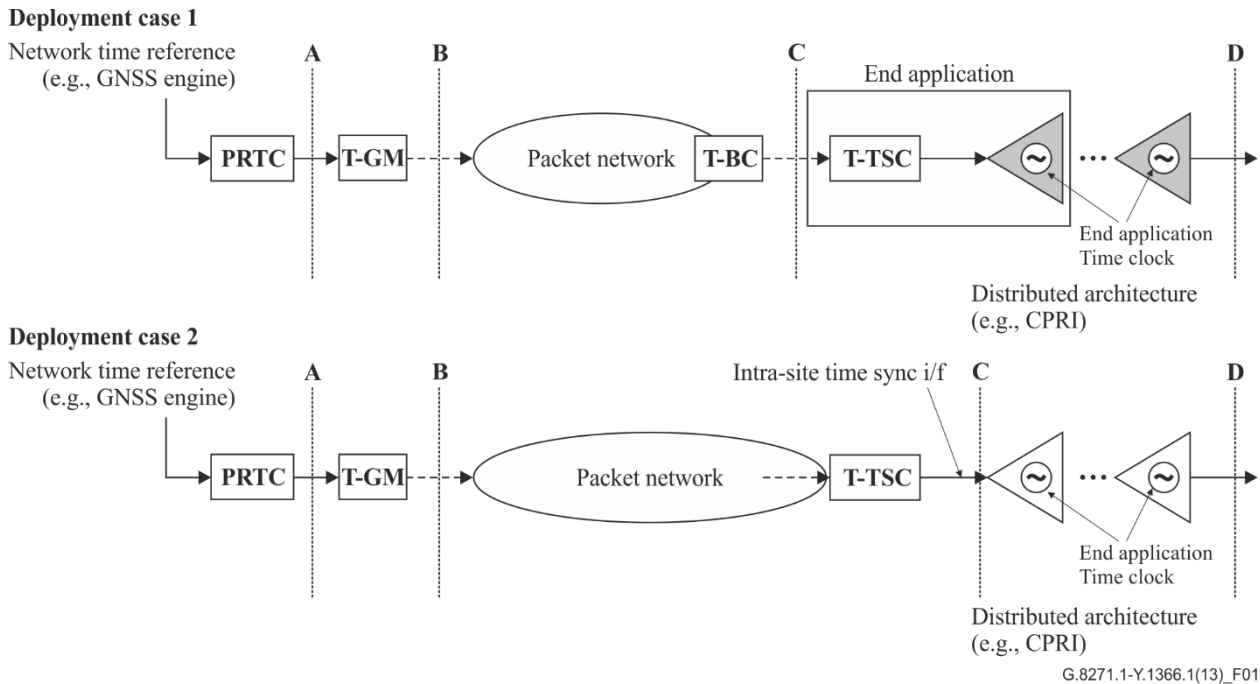 Deployment case 1
Network time reference
(e.g., GNSS engine)
A
B
C
D
End application
PRTC
T-GM
Packet network
T-BC
T-TSC
End application
Time clock
Distributed architecture
(e.g., CPRI)
Deployment case 2
Network time reference
(e.g., GNSS engine)
A
B
Intra-site time sync i/f
C
D
PRTC
T-GM
Packet network
T-TSC
End application
Time clock
Distributed architecture
(e.g., CPRI)
G.8271.1-Y.1366.1(13)_F01